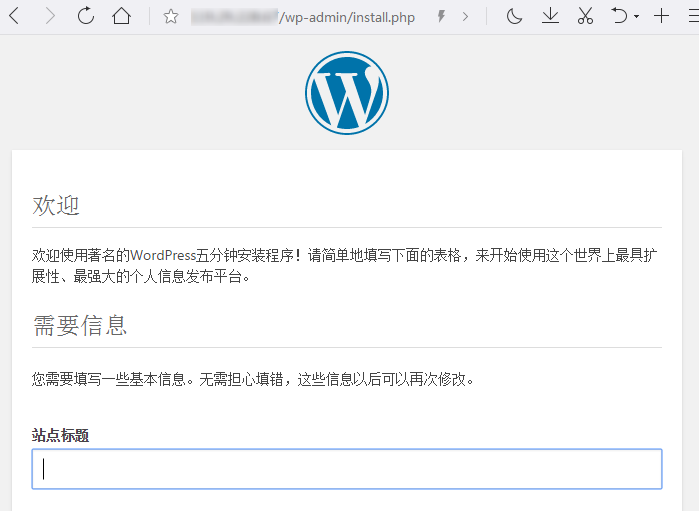 /wp-admin/install.php
欢迎
欢迎使用著名的WordPress五分钟安装程序！请简单地填写下面的表格，来开始使用这个世界上最具扩
展性、最强大的个人信息发布平台。
需要信息
您需要填写一些基本信息。无需担心填错，这些信息以后可以再次修改。
站点标题